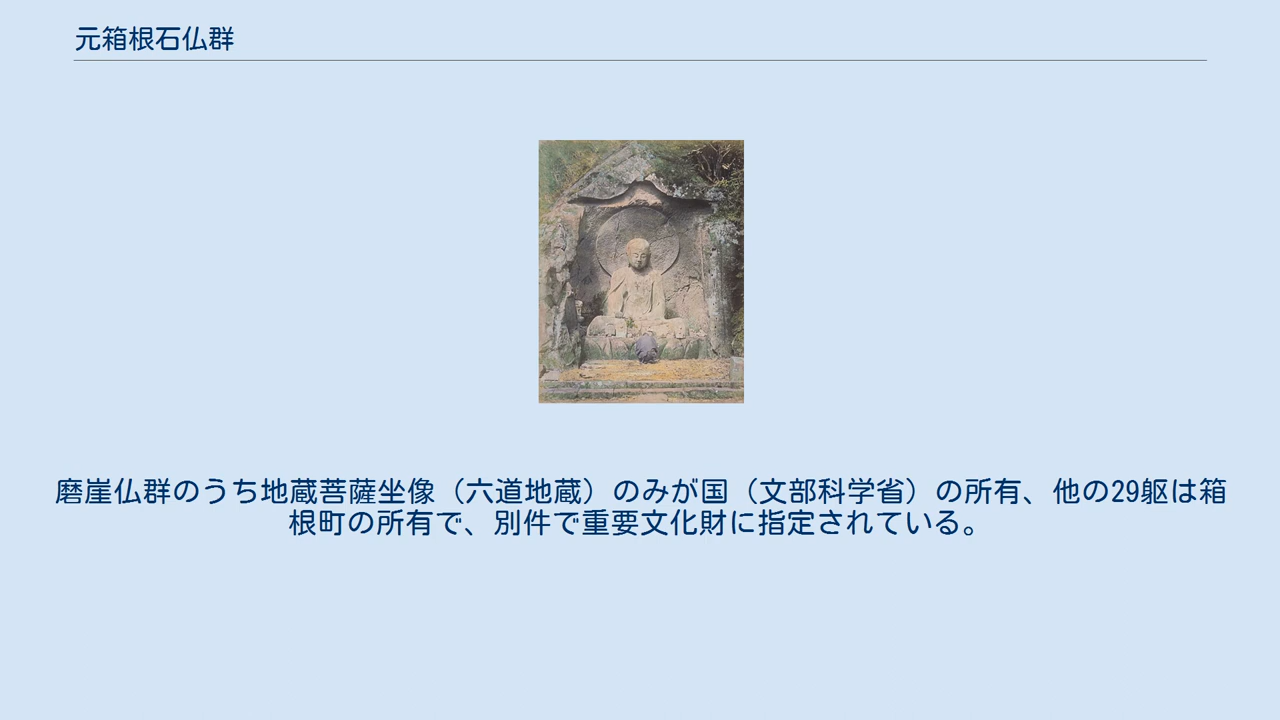 元箱根石仏群
磨崖仏群のうち地蔵菩薩坐像（六道地蔵）のみが国（文部科学省）の所有、他の29躯は箱
根町の所有で、別件で重要文化財に指定されている。